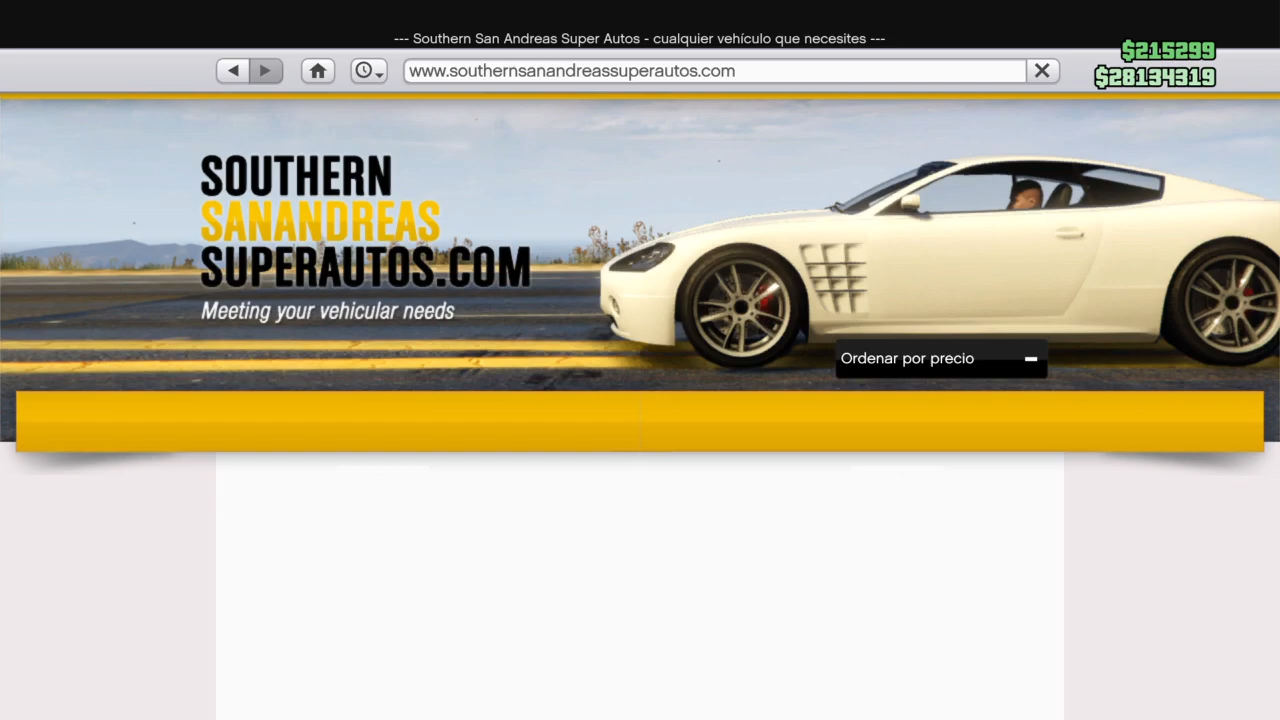 --- Southern San Andreas Super Autos - cualquier vehículo que necesites ---
$215299
www.southernsanandreassuperautos.com
$28134319
SOUTHERN
SANANDREAS
SUPERAUTOS.COM
Meeting your vehicular needs
Ordenar por precio